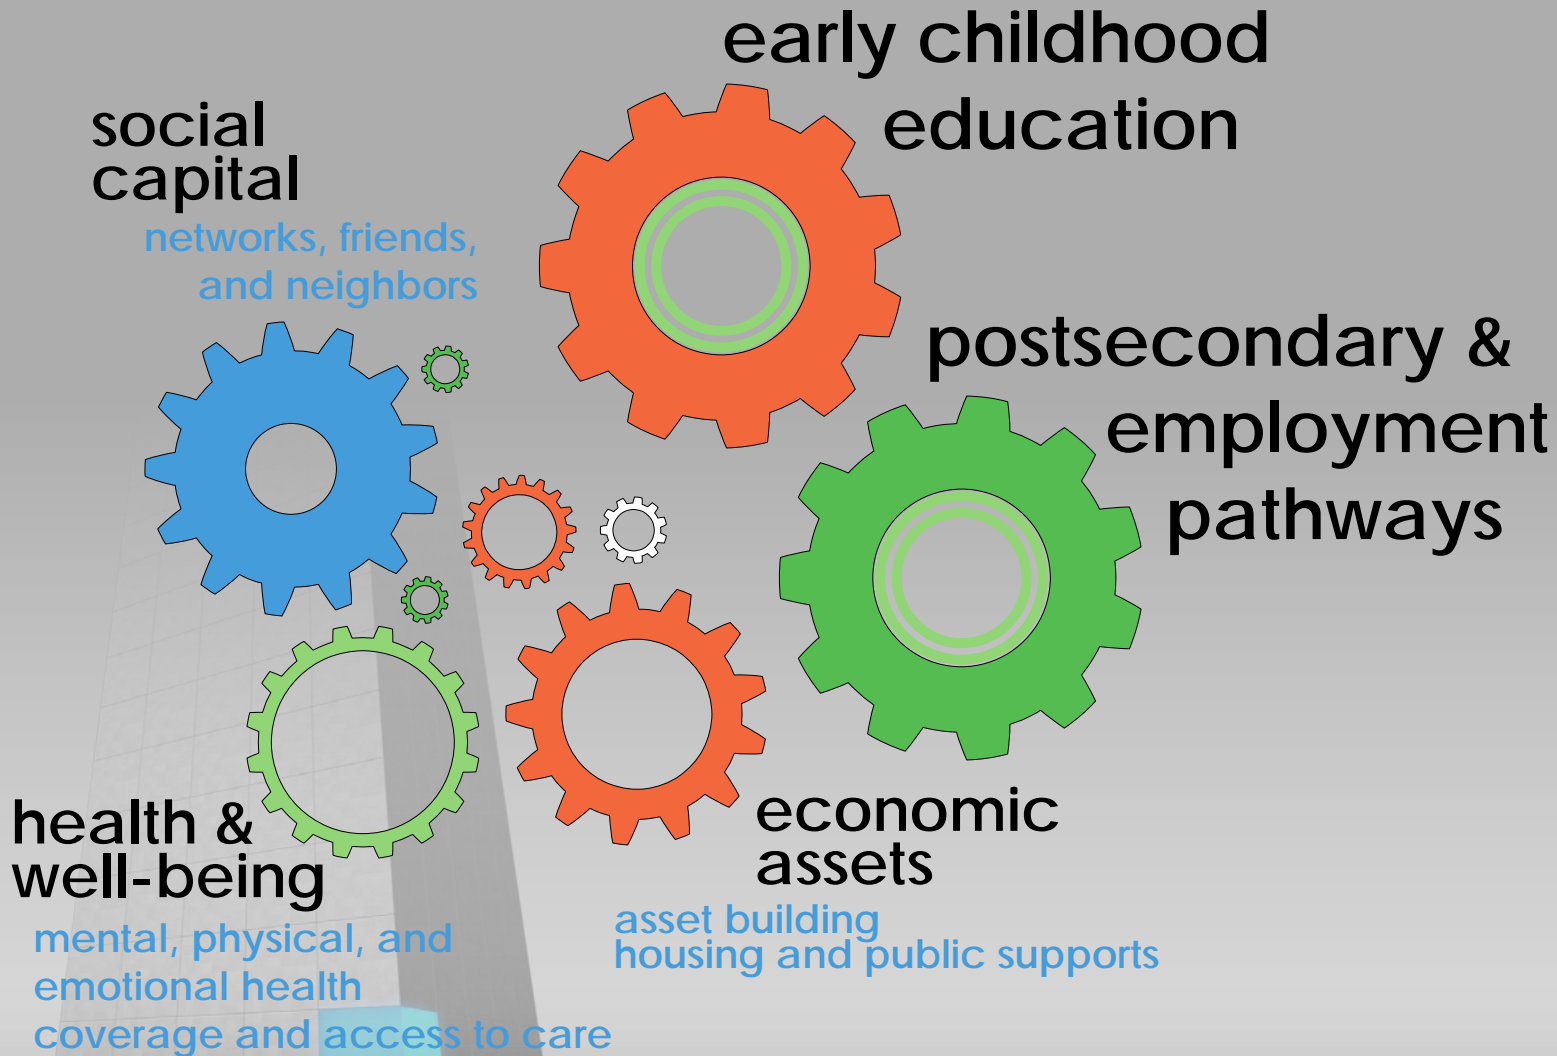 early childhood
education
social
capital
networks, friends,
and neighbors
postsecondary &
employment
pathways
health &
well-being
mental, physical, and
emotional health
coverage and access to care
economic
assets
asset building
housing and public supports